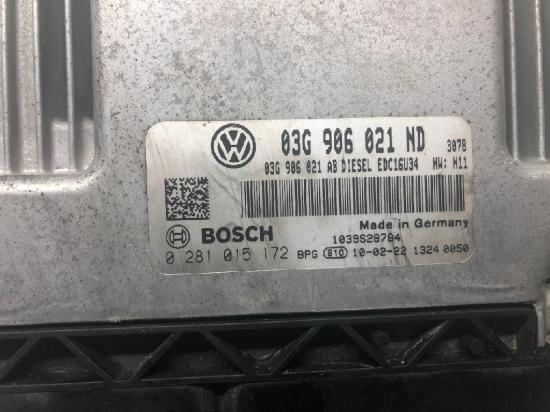 03G 906 021 ND 3078
03G 906 021 AB DIESEL EDC16U34 HW: H11
Made in Germany
BOSCH 1039S28784
0 281 015 172 BPG 810 10-02-22 1324 0050